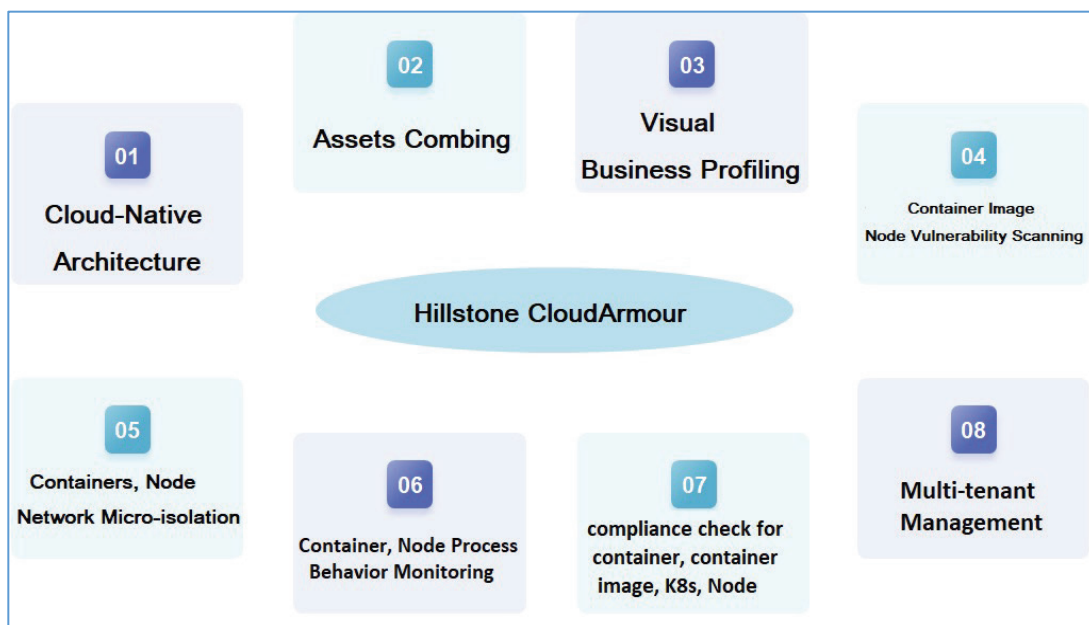 01
Cloud-Native
Architecture
02
Assets Combing
03
Visual
Business Profiling
04
Container Image
Node Vulnerability Scanning
Hillstone CloudArmour
05
Containers, Node
Network Micro-isolation
06
Container, Node Process
Behavior Monitoring
07
compliance check for
container, container
image, K8s, Node
08
Multi-tenant
Management